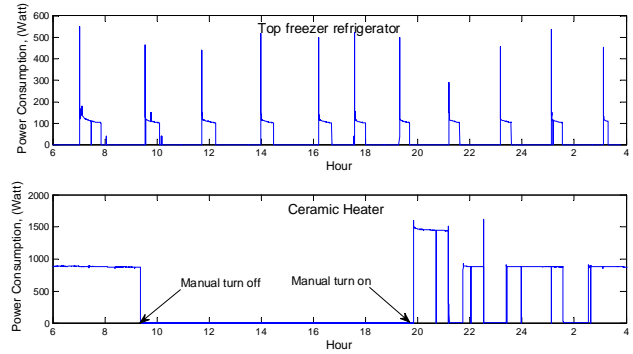 Top freezer refrigerator
Power Consumption, (Watt)
600
500
400
300
200
100
0
6 8 10 12 14 16 18 20 22 24 2 4
Hour
Ceramic Heater
Power Consumption, (Watt)
2000
1500
1000
500
0
Manual turn off
Manual turn on
6 8 10 12 14 16 18 20 22 24 2 4
Hour